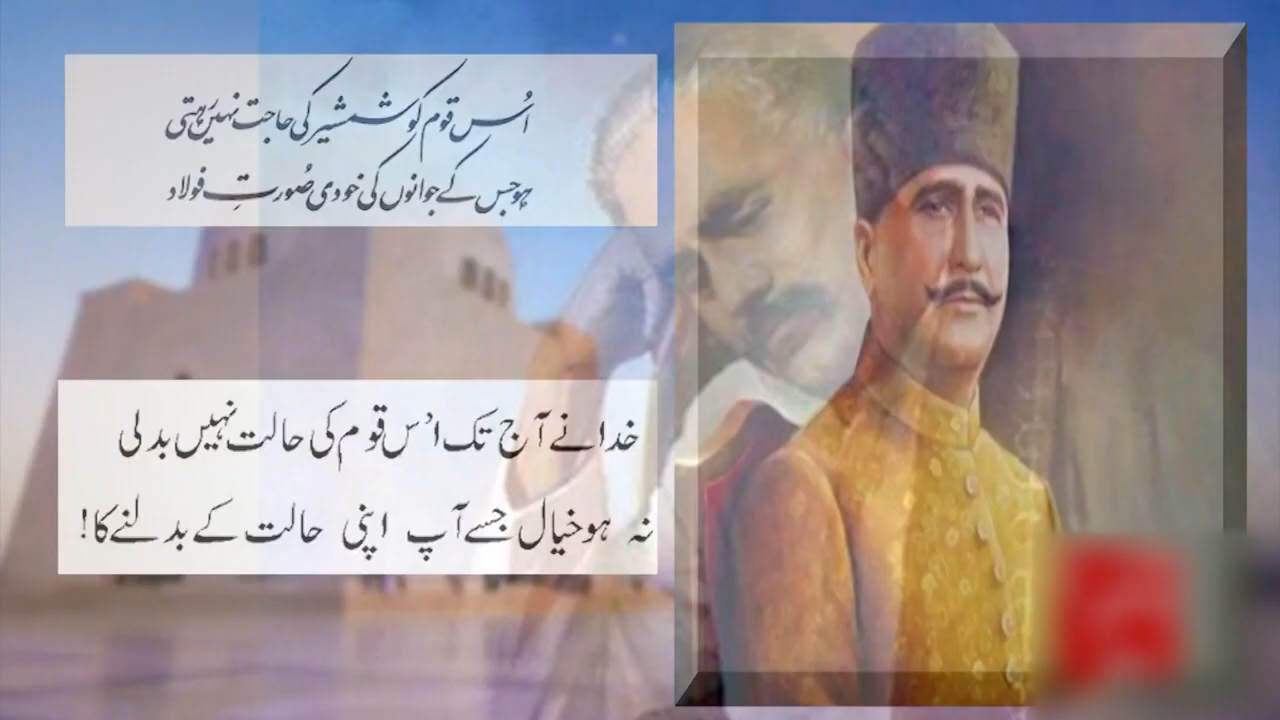 اُس قوم کو شمشیر کی حاجت نہیں رہتی
ہو جس کے جوانوں کی خودی صُورتِ فولاد
خدا نے آج تک اُس قوم کی حالت نہیں بدلی
نہ ہو خیال جسے آپ اپنی حالت کے بدلنے کا!